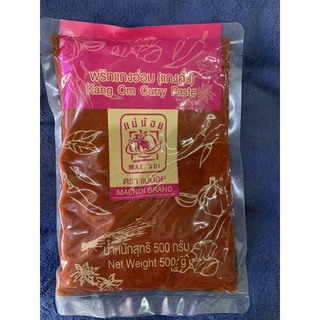 พริกแกงอ่อม (แกงคั่ว)
Kang Om Curry Paste
แม่น้อย
MAENOI
ตรา แม่น้อย
MAENOI BRAND
น้ำหนักสุทธิ 500 กรัม
Net Weight 500 g